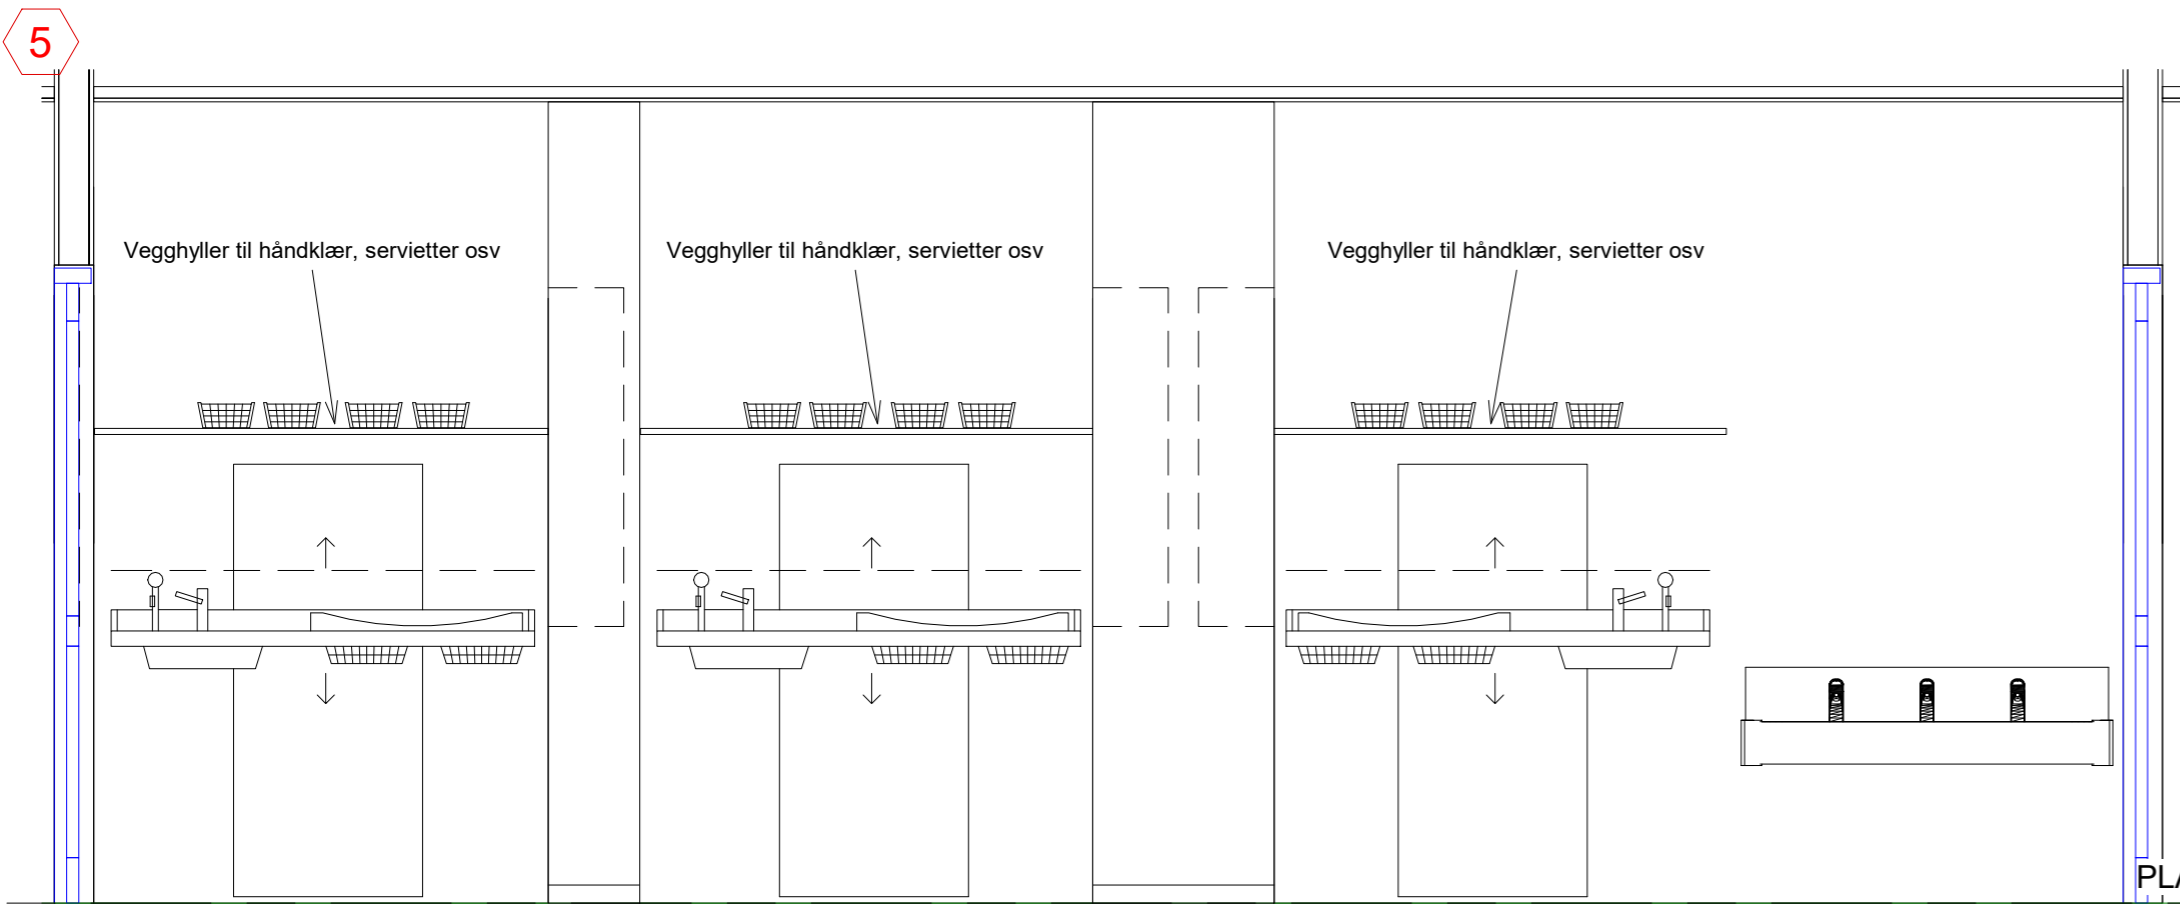 5
Vegghyller til håndklær, servietter osv
Vegghyller til håndklær, servietter osv
Vegghyller til håndklær, servietter osv
PLA